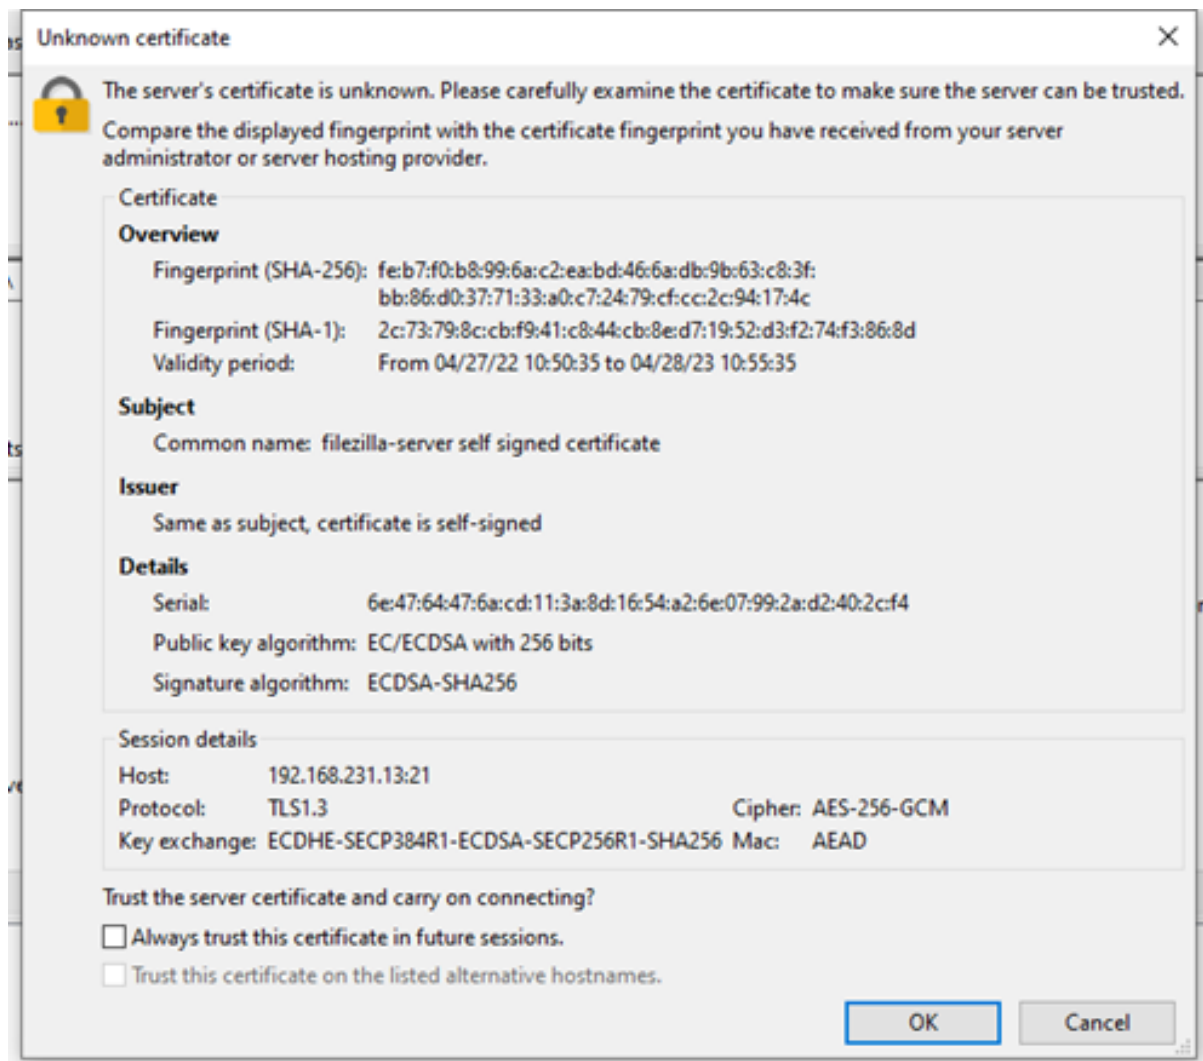 Unknown certificate
The server's certificate is unknown. Please carefully examine the certificate to make sure the server can be trusted.
Compare the displayed fingerprint with the certificate fingerprint you have received from your server
administrator or server hosting provider.
Certificate
Overview
Fingerprint (SHA-256): fe:b7:f0:b8:99:6a:c2:ea:bd:46:6a:db:9b:63:c8:3f:
bb:86:d0:37:71:33:a0:c7:24:79:cf:cc:2c:94:17:4c
Fingerprint (SHA-1): 2c:73:79:8c:cb:f9:41:c8:44:cb:8e:d7:19:52:d3:f2:74:f3:86:8d
Validity period: From 04/27/22 10:50:35 to 04/28/23 10:55:35
Subject
Common name: filezilla-server self signed certificate
Issuer
Same as subject, certificate is self-signed
Details
Serial: 6e:47:64:47:6a:cd:11:3a:8d:16:54:a2:6e:07:99:2a:d2:40:2c:f4
Public key algorithm: EC/ECDSA with 256 bits
Signature algorithm: ECDSA-SHA256
Session details
Host: 192.168.231.13:21
Protocol: TLS1.3 Cipher: AES-256-GCM
Key exchange: ECDHE-SECP384R1-ECDSA-SECP256R1-SHA256 Mac: AEAD
Trust the server certificate and carry on connecting?
Always trust this certificate in future sessions.
Trust this certificate on the listed alternative hostnames.
OK Cancel